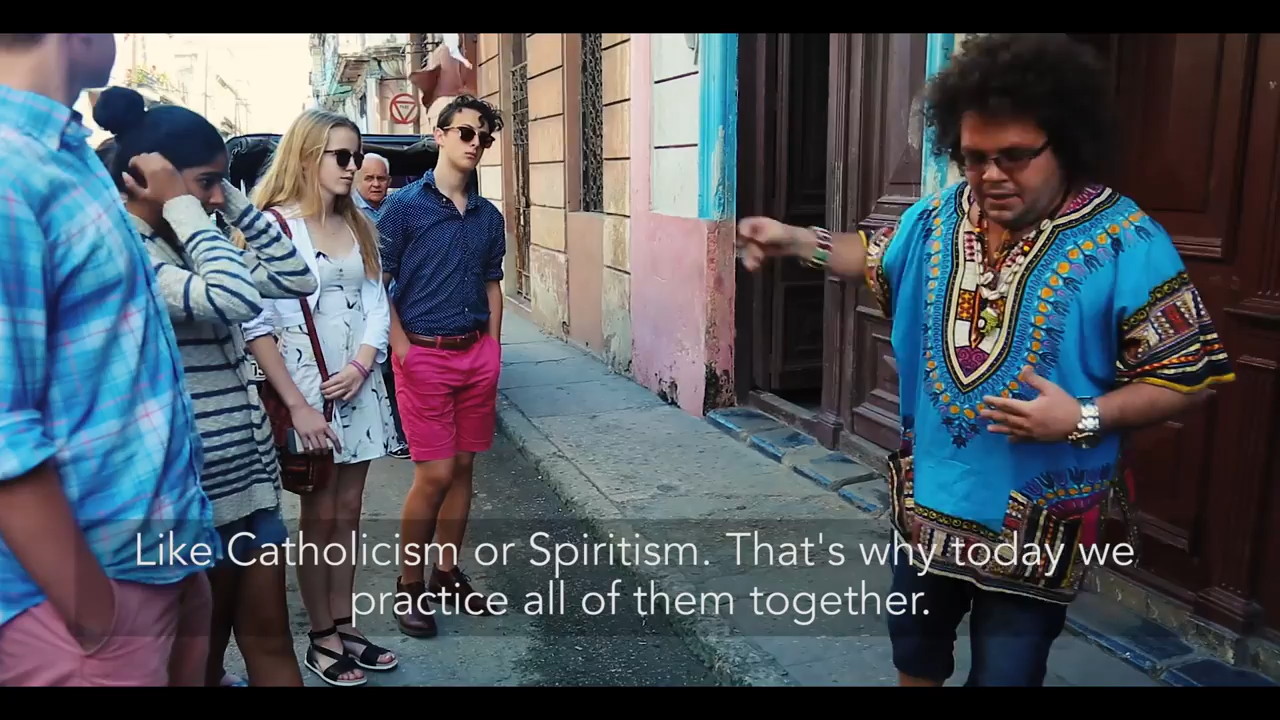 Like Catholicism or Spiritism. That's why today we
practice all of them together.